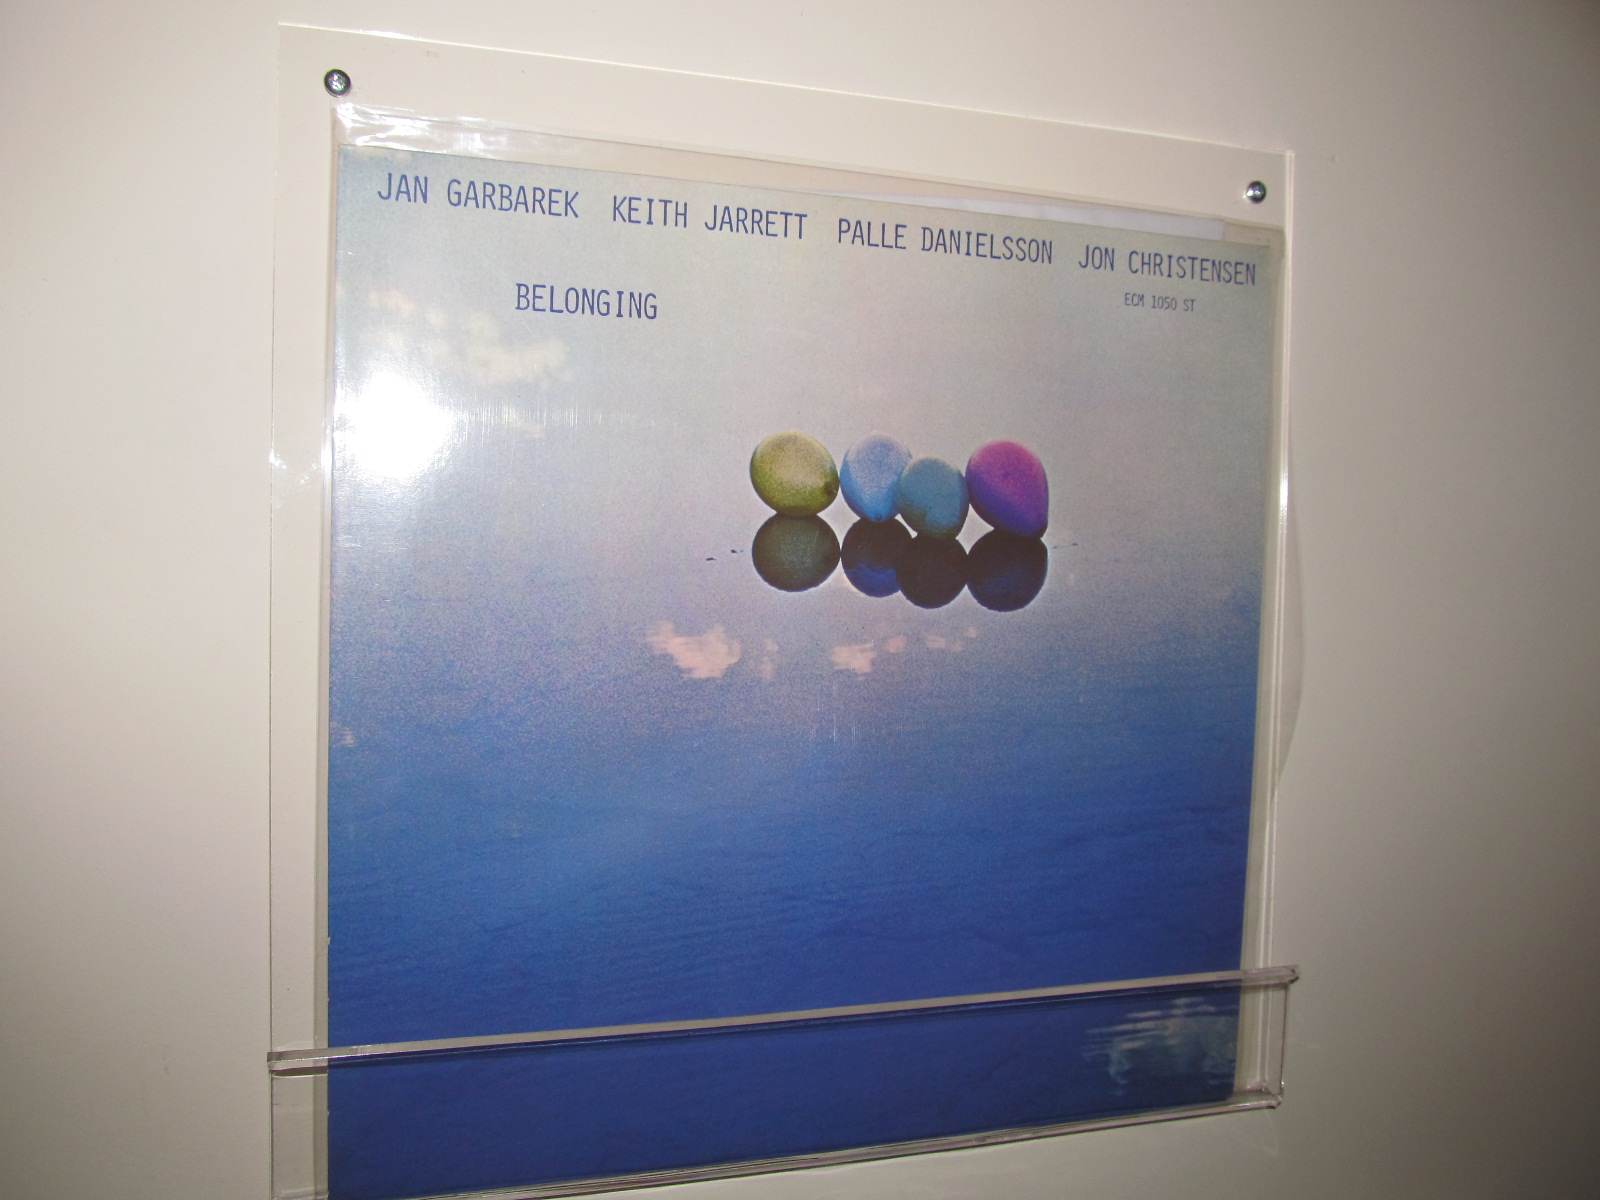 JAN GARBAREK KEITH JARRETT PALLE DANIELSSON JON CHRISTENSEN
BELONGING
ECM 1050 ST